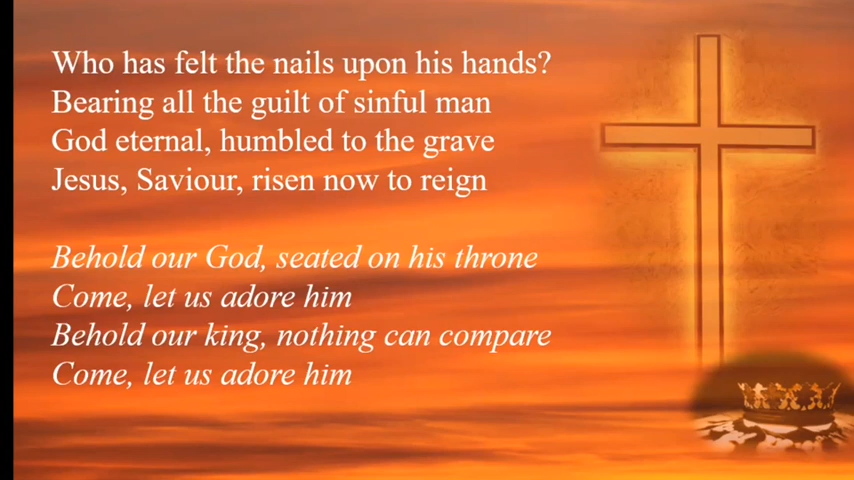 Who has felt the nails upon his hands?
Bearing all the guilt of sinful man
God eternal, humbled to the grave
Jesus, Saviour, risen now to reign
Behold our God, seated on his throne
Come, let us adore him
Behold our king, nothing can compare
Come, let us adore him